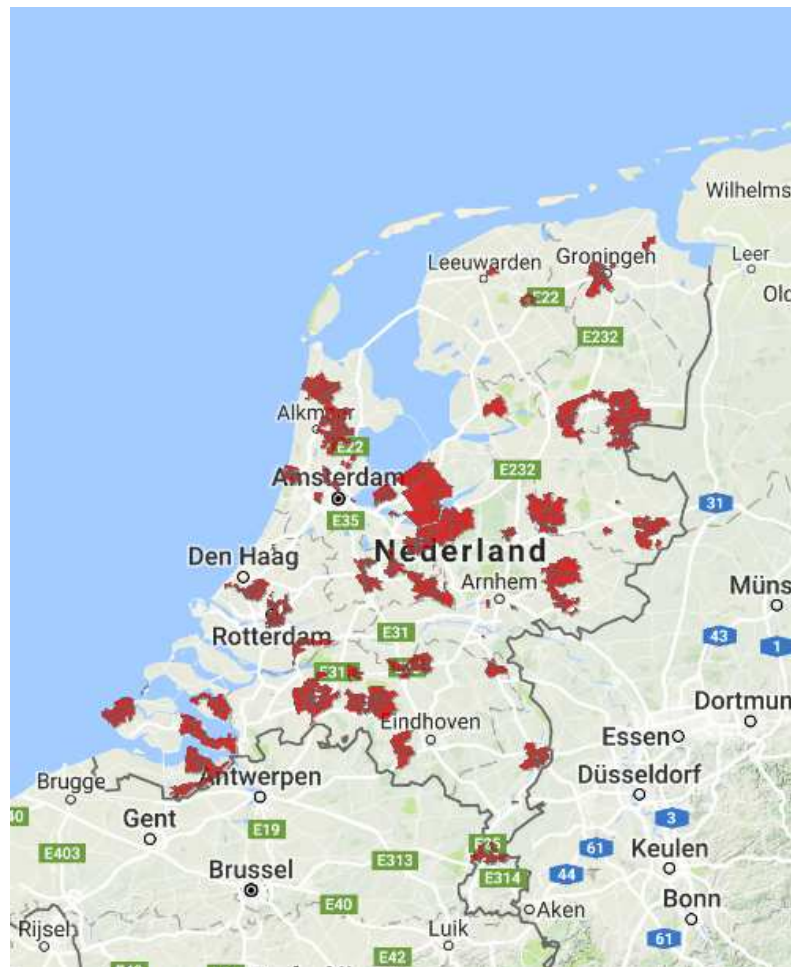 Wilhelms
Leer
Leeuwarden
Groningen
Old
E22
E232
Alkmaar
E22
Amsterdam
E232
31
E35
Den Haag
Nederland
Arnhem
Müns
Rotterdam
E31
43
1
E31
Dortmun
Eindhoven
Essen
Düsseldorf
Brugge
Antwerpen
40
Gent
E19
3
E403
E313
E25
61
Keulen
Brussel
E314
44
E40
Aken
Bonn
Rijsel
Luik
61
E42